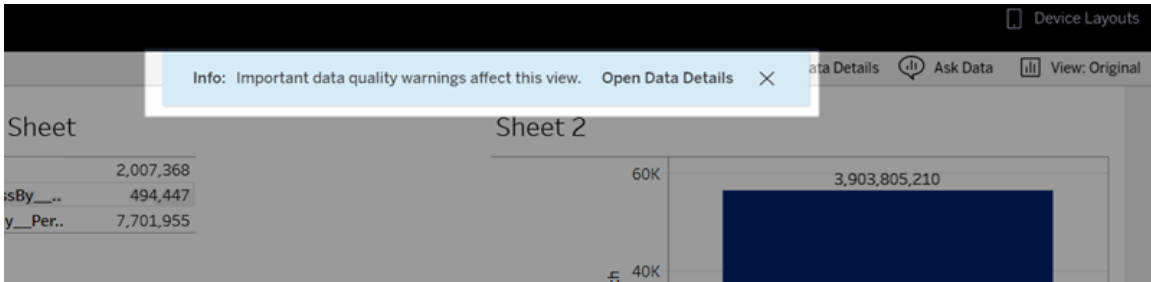 Device Layouts
Info: Important data quality warnings affect this view. Open Data Details
ata Details Ask Data View: Original
Sheet Sheet 2
2,007,368 60K 3,903,805,210
ssBy__.. 494,447
y__Per.. 7,701,955
40K